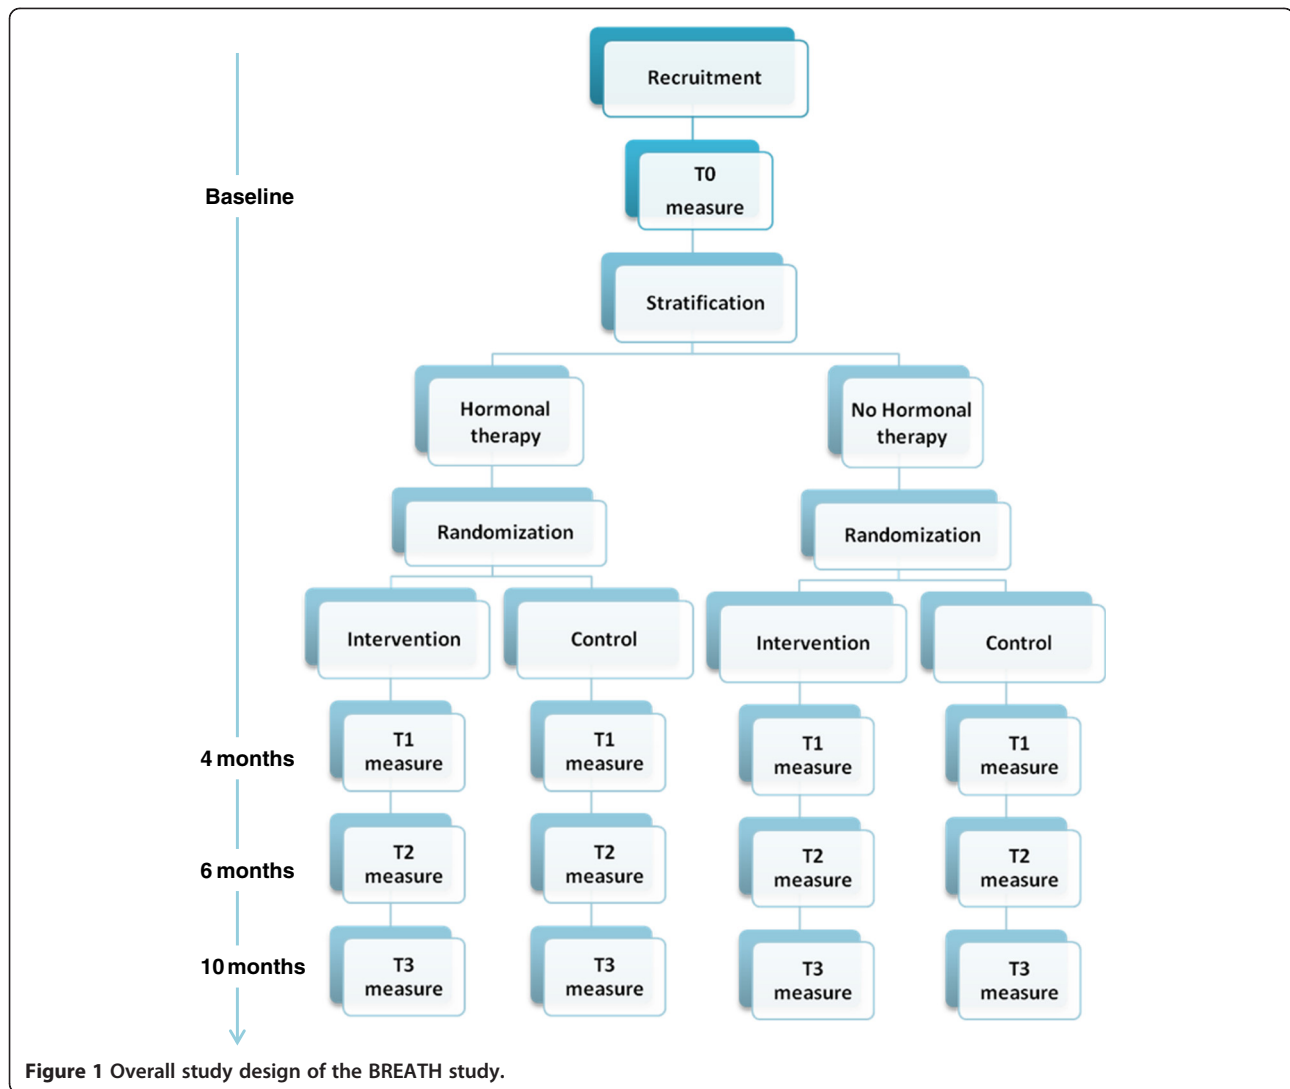 Recruitment
Baseline
T0
measure
Stratification
Hormonal
therapy
No Hormonal
therapy
Randomization
Randomization
Intervention
Control
Intervention
Control
4 months
T1
measure
T1
measure
T1
measure
T1
measure
6 months
T2
measure
T2
measure
T2
measure
T2
measure
10 months
T3
measure
T3
measure
T3
measure
T3
measure
Figure 1 Overall study design of the BREATH study.